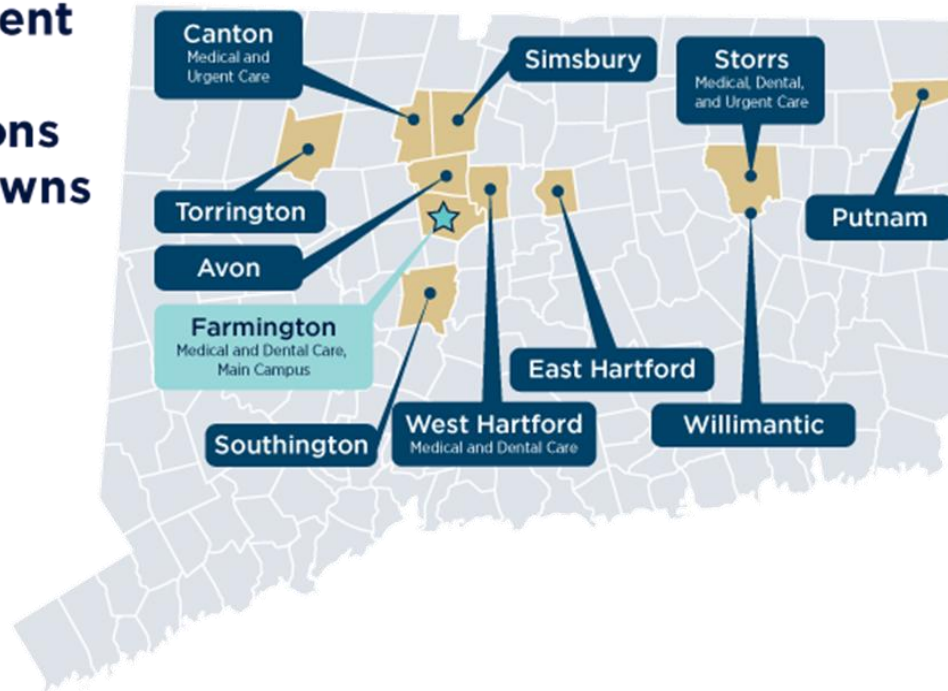 ent
ons
wns
Canton
Medical and
Urgent Care
Simsbury
Storrs
Medical, Dental,
and Urgent Care
Torrington
Putnam
Avon
Farmington
Medical and Dental Care,
Main Campus
East Hartford
Southington
West Hartford
Medical and Dental Care
Willimantic